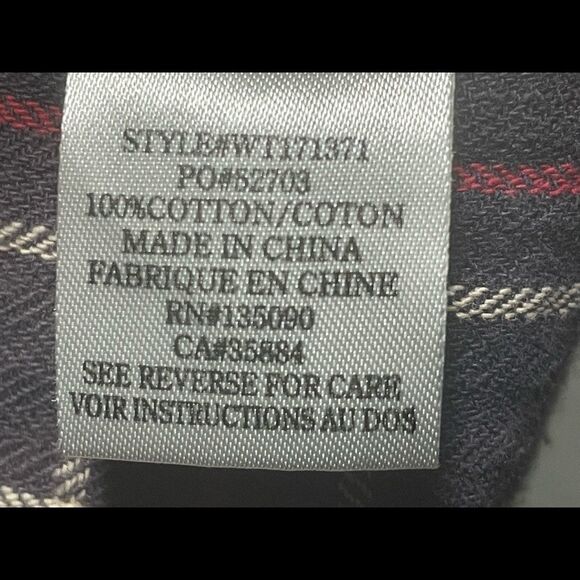 STYLE#WT171371
PO#S2703
100%COTTON/COTON
MADE IN CHINA
FABRIQUE EN CHINE
RN#135090
CA#35884
SEE REVERSE FOR CARE
VOIR INSTRUCTIONS AU DOS